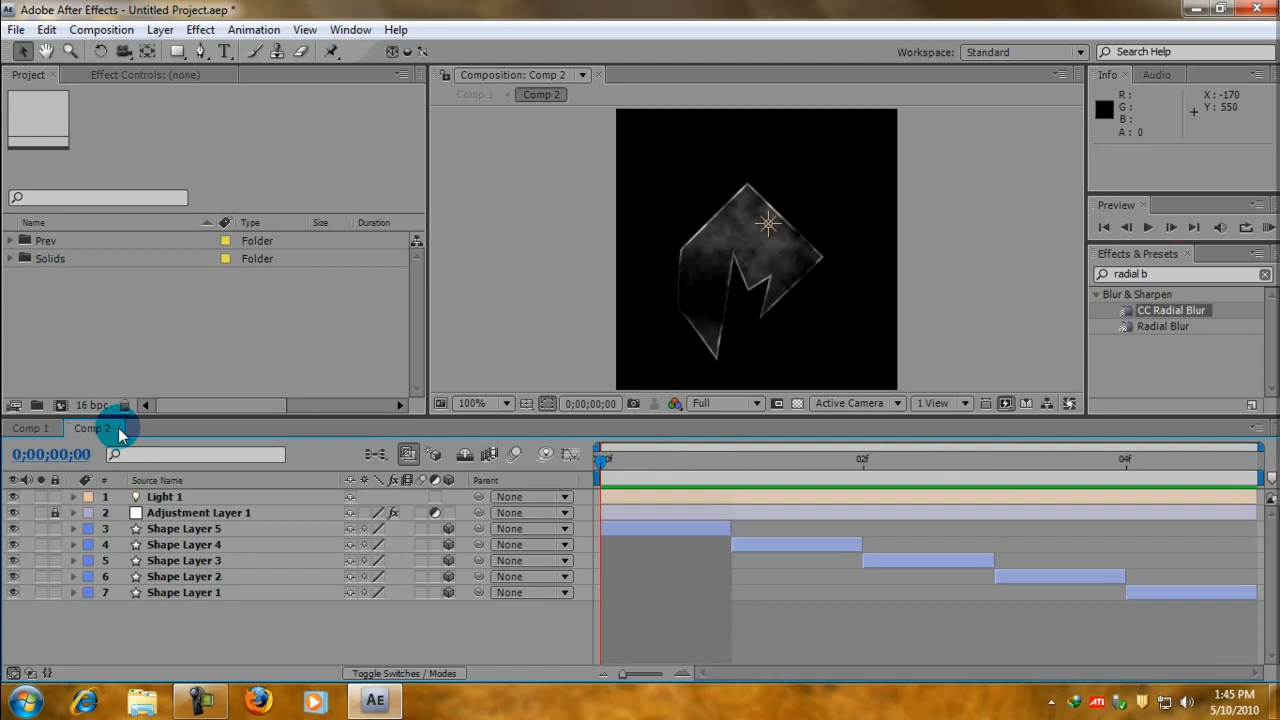 AE Adobe After Effects - Untitled Project.aep *
File Edit Composition Layer Effect Animation View Window Help
T Workspace: Standard Search Help
Project Effect Controls: (none)
Composition: Comp 2
Info Audio
Comp 1 Comp 2
R : X: -170
G : Y: 550
B :
A : 0
Name Type Size Duration
Prev Folder
Solids Folder
Preview
Effects & Presets
radial b
Blur & Sharpen
CC Radial Blur
Radial Blur
16 bpc
100% 0;00;00;00 Full Active Camera 1 View
Comp 1 Comp 2
0;00;00;00
02f 04f
# Source Name fx Parent
1 Light 1 None
2 Adjustment Layer 1 fx None
3 Shape Layer 5 None
4 Shape Layer 4 None
5 Shape Layer 3 None
6 Shape Layer 2 None
7 Shape Layer 1 None
Toggle Switches / Modes
AE ATI 1:45 PM
5/10/2010